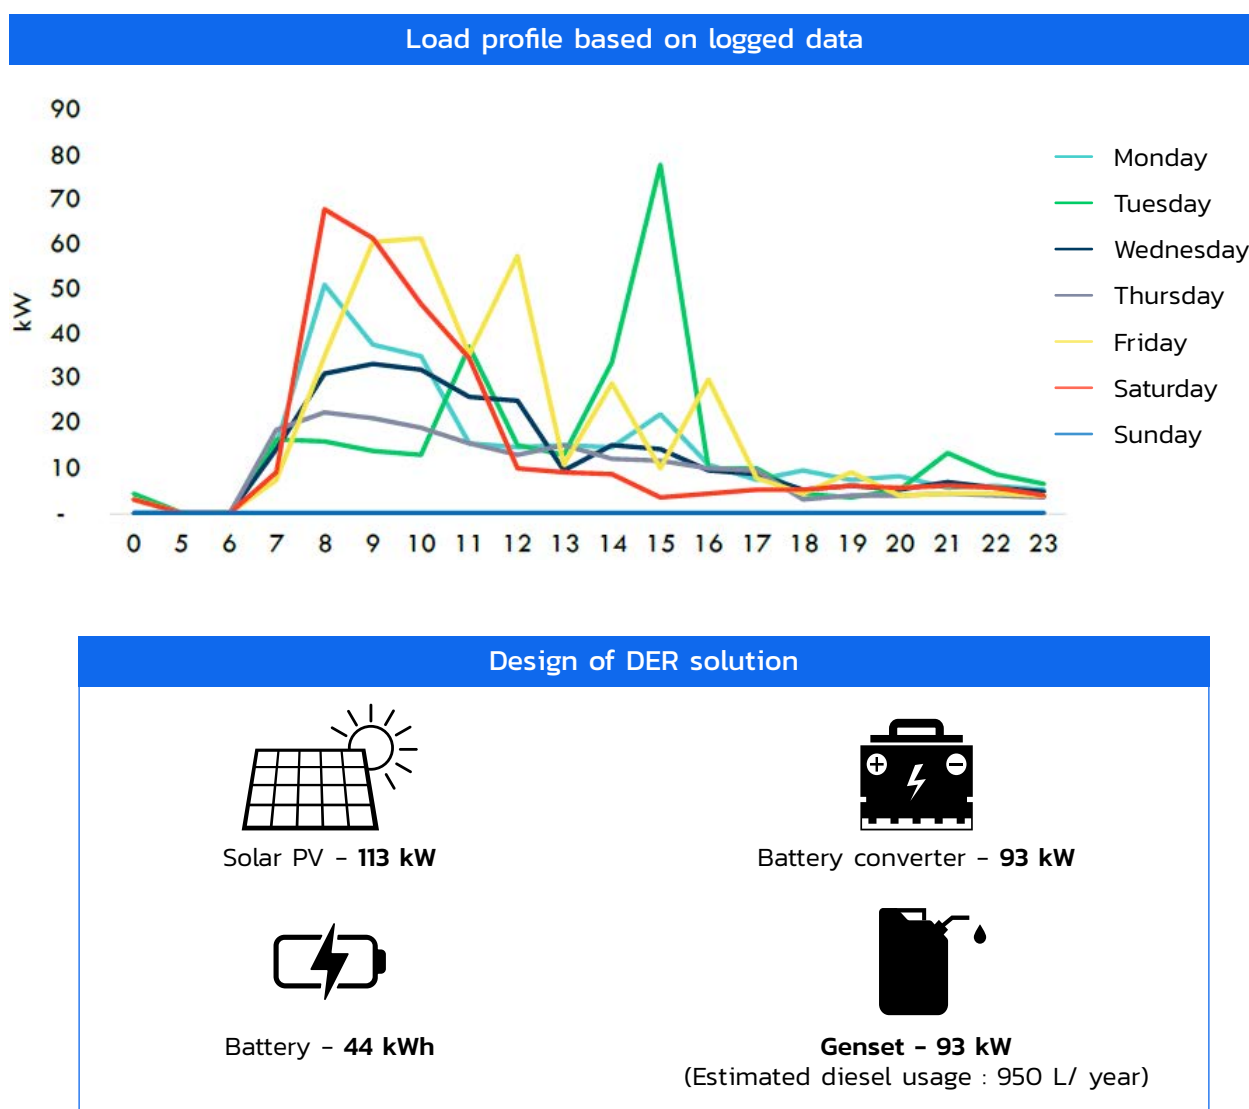 Load profile based on logged data
90
80
70
60
50
40
30
20
10
-
kW
0 5 6 7 8 9 10 11 12 13 14 15 16 17 18 19 20 21 22 23
Monday
Tuesday
Wednesday
Thursday
Friday
Saturday
Sunday
Design of DER solution
Solar PV - 113 kW
Battery converter - 93 kW
Battery - 44 kWh
Genset - 93 kW
(Estimated diesel usage : 950 L/ year)